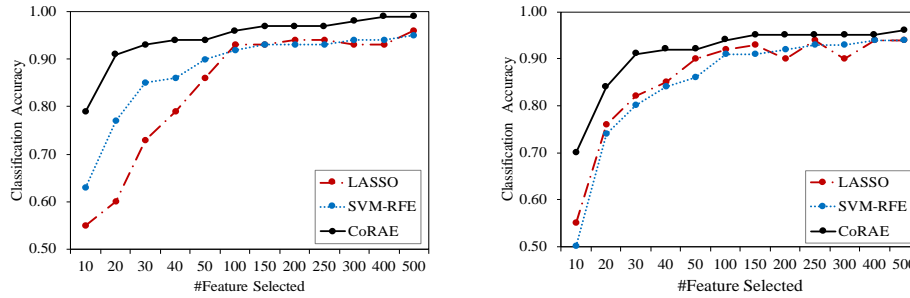 1.00
0.90
0.80
0.70
0.60
0.50
Classification Accuracy
LASSO
SVM-RFE
CoRAE
10 20 30 40 50 100 150 200 250 300 400 500
#Feature Selected
1.00
0.90
0.80
0.70
0.60
0.50
Classification Accuracy
LASSO
SVM-RFE
CoRAE
10 20 30 40 50 100 150 200 250 300 400 500
#Feature Selected